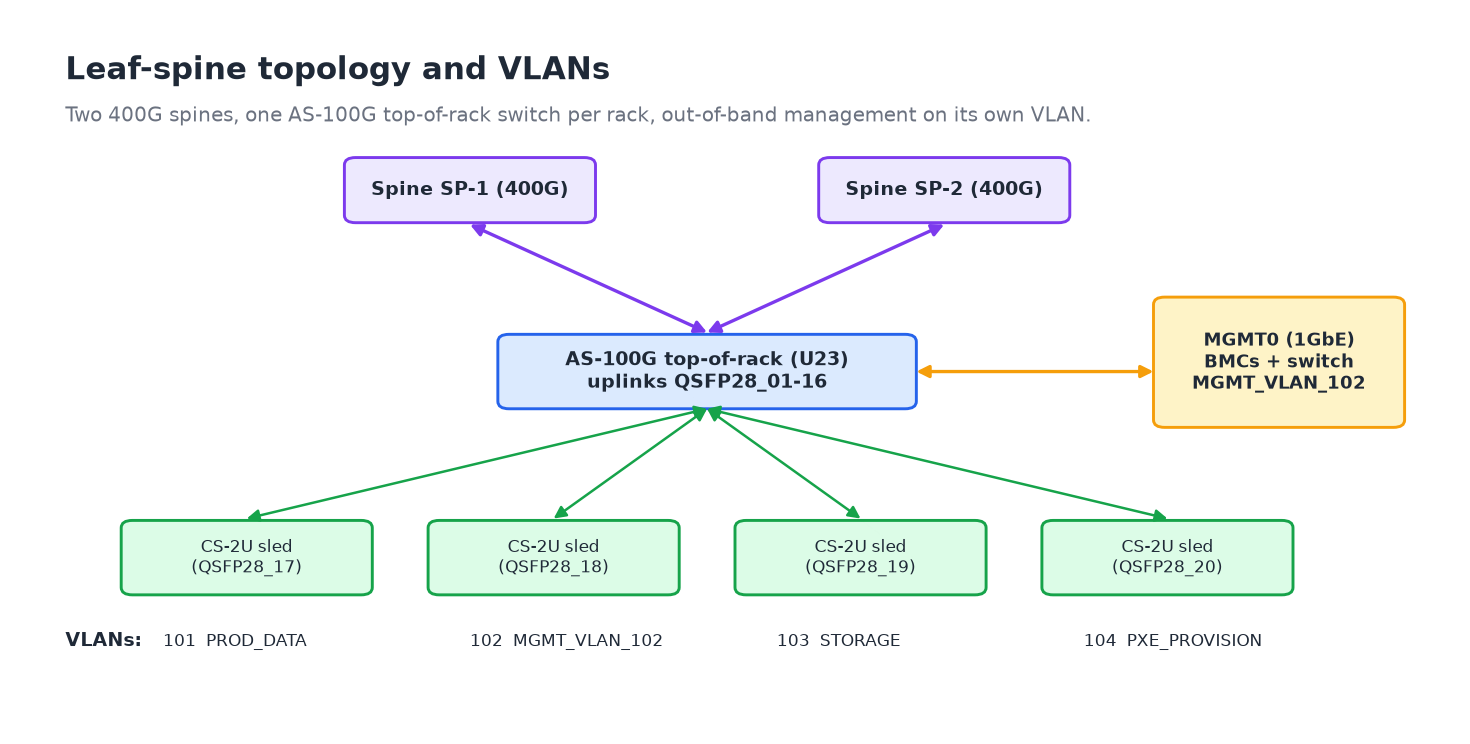 Leaf-spine topology and VLANs
Two 400G spines, one AS-100G top-of-rack switch per rack, out-of-band management on its own VLAN.
Spine SP-1 (400G)
Spine SP-2 (400G)
AS-100G top-of-rack (U23)
uplinks QSFP28_01-16
MGMT0 (1GbE)
BMCs + switch
MGMT_VLAN_102
CS-2U sled
(QSFP28_17)
CS-2U sled
(QSFP28_18)
CS-2U sled
(QSFP28_19)
CS-2U sled
(QSFP28_20)
VLANs: 101 PROD_DATA 102 MGMT_VLAN_102 103 STORAGE 104 PXE_PROVISION